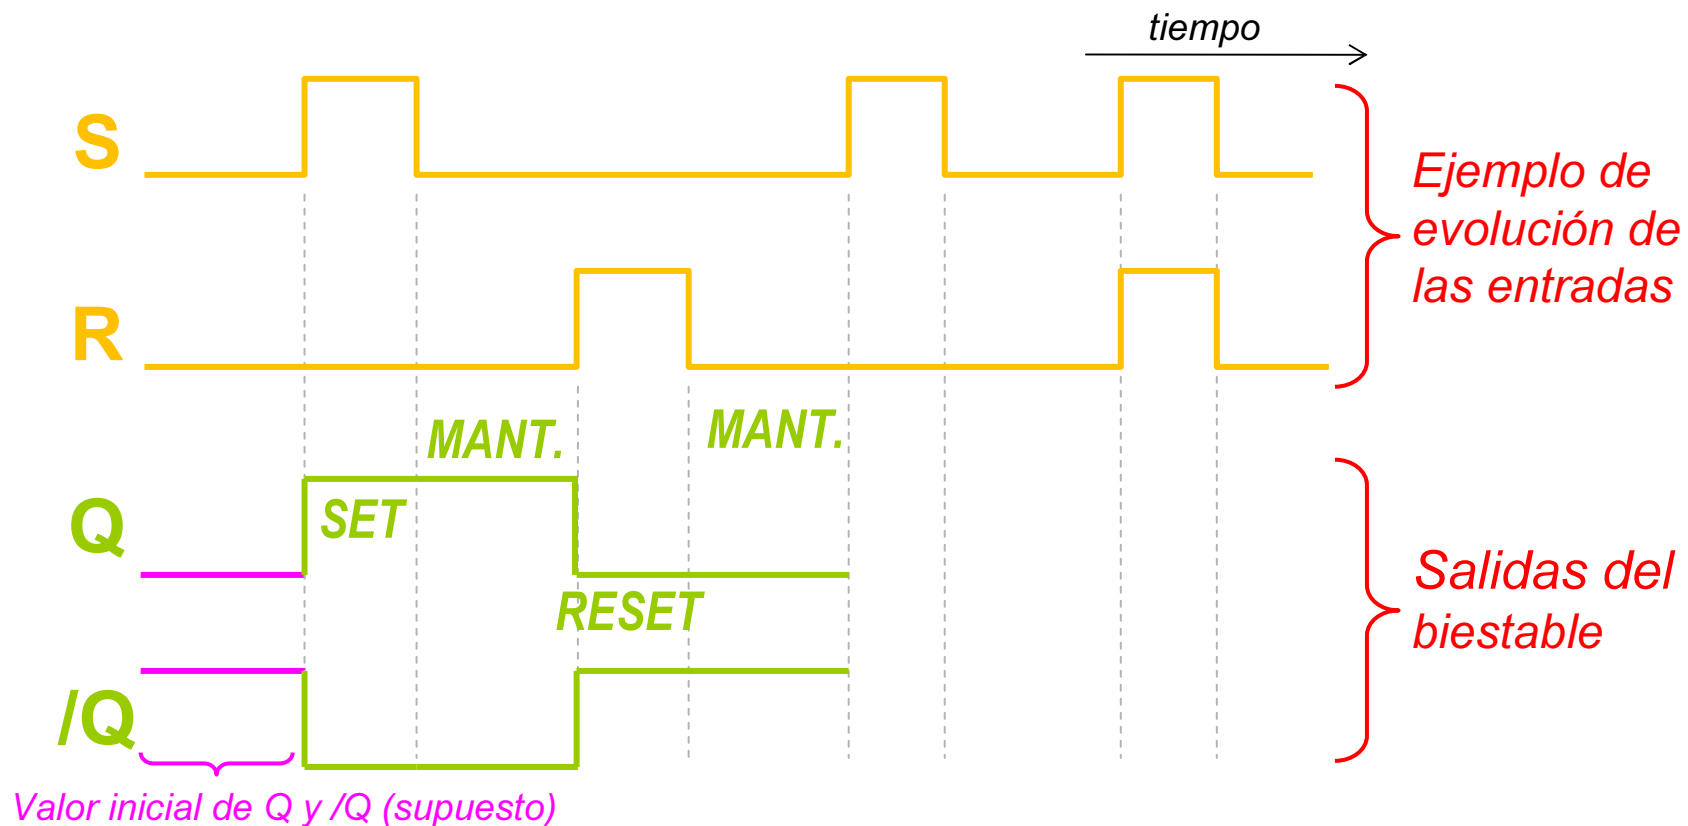 tiempo
S
Ejemplo de
evolución de
las entradas
R
MANT.
MANT.
Q
SET
RESET
Salidas del
biestable
/Q
Valor inicial de Q y /Q (supuesto)